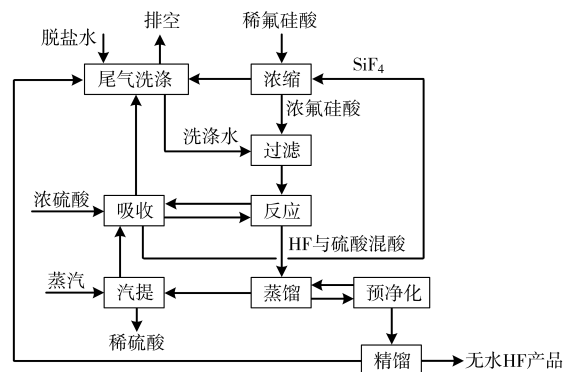 排空
稀氟硅酸
脱盐水
SiF₄
尾气洗涤
浓缩
浓氟硅酸
洗涤水
过滤
浓硫酸
吸收
反应
HF与硫酸混酸
蒸汽
汽提
蒸馏
预净化
稀硫酸
精馏
无水HF产品